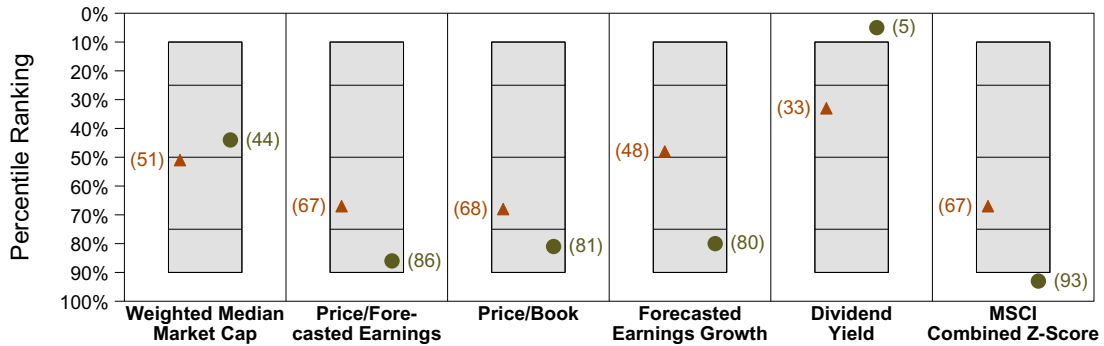 Percentile Ranking
0%
10%
20%
30%
40%
50%
60%
70%
80%
90%
100%
(51)
(44)
(67)
(86)
(68)
(81)
(48)
(80)
(33)
(5)
(67)
(93)
Weighted Median
Market Cap
Price/Fore-
casted Earnings
Price/Book
Forecasted
Earnings Growth
Dividend
Yield
MSCI
Combined Z-Score